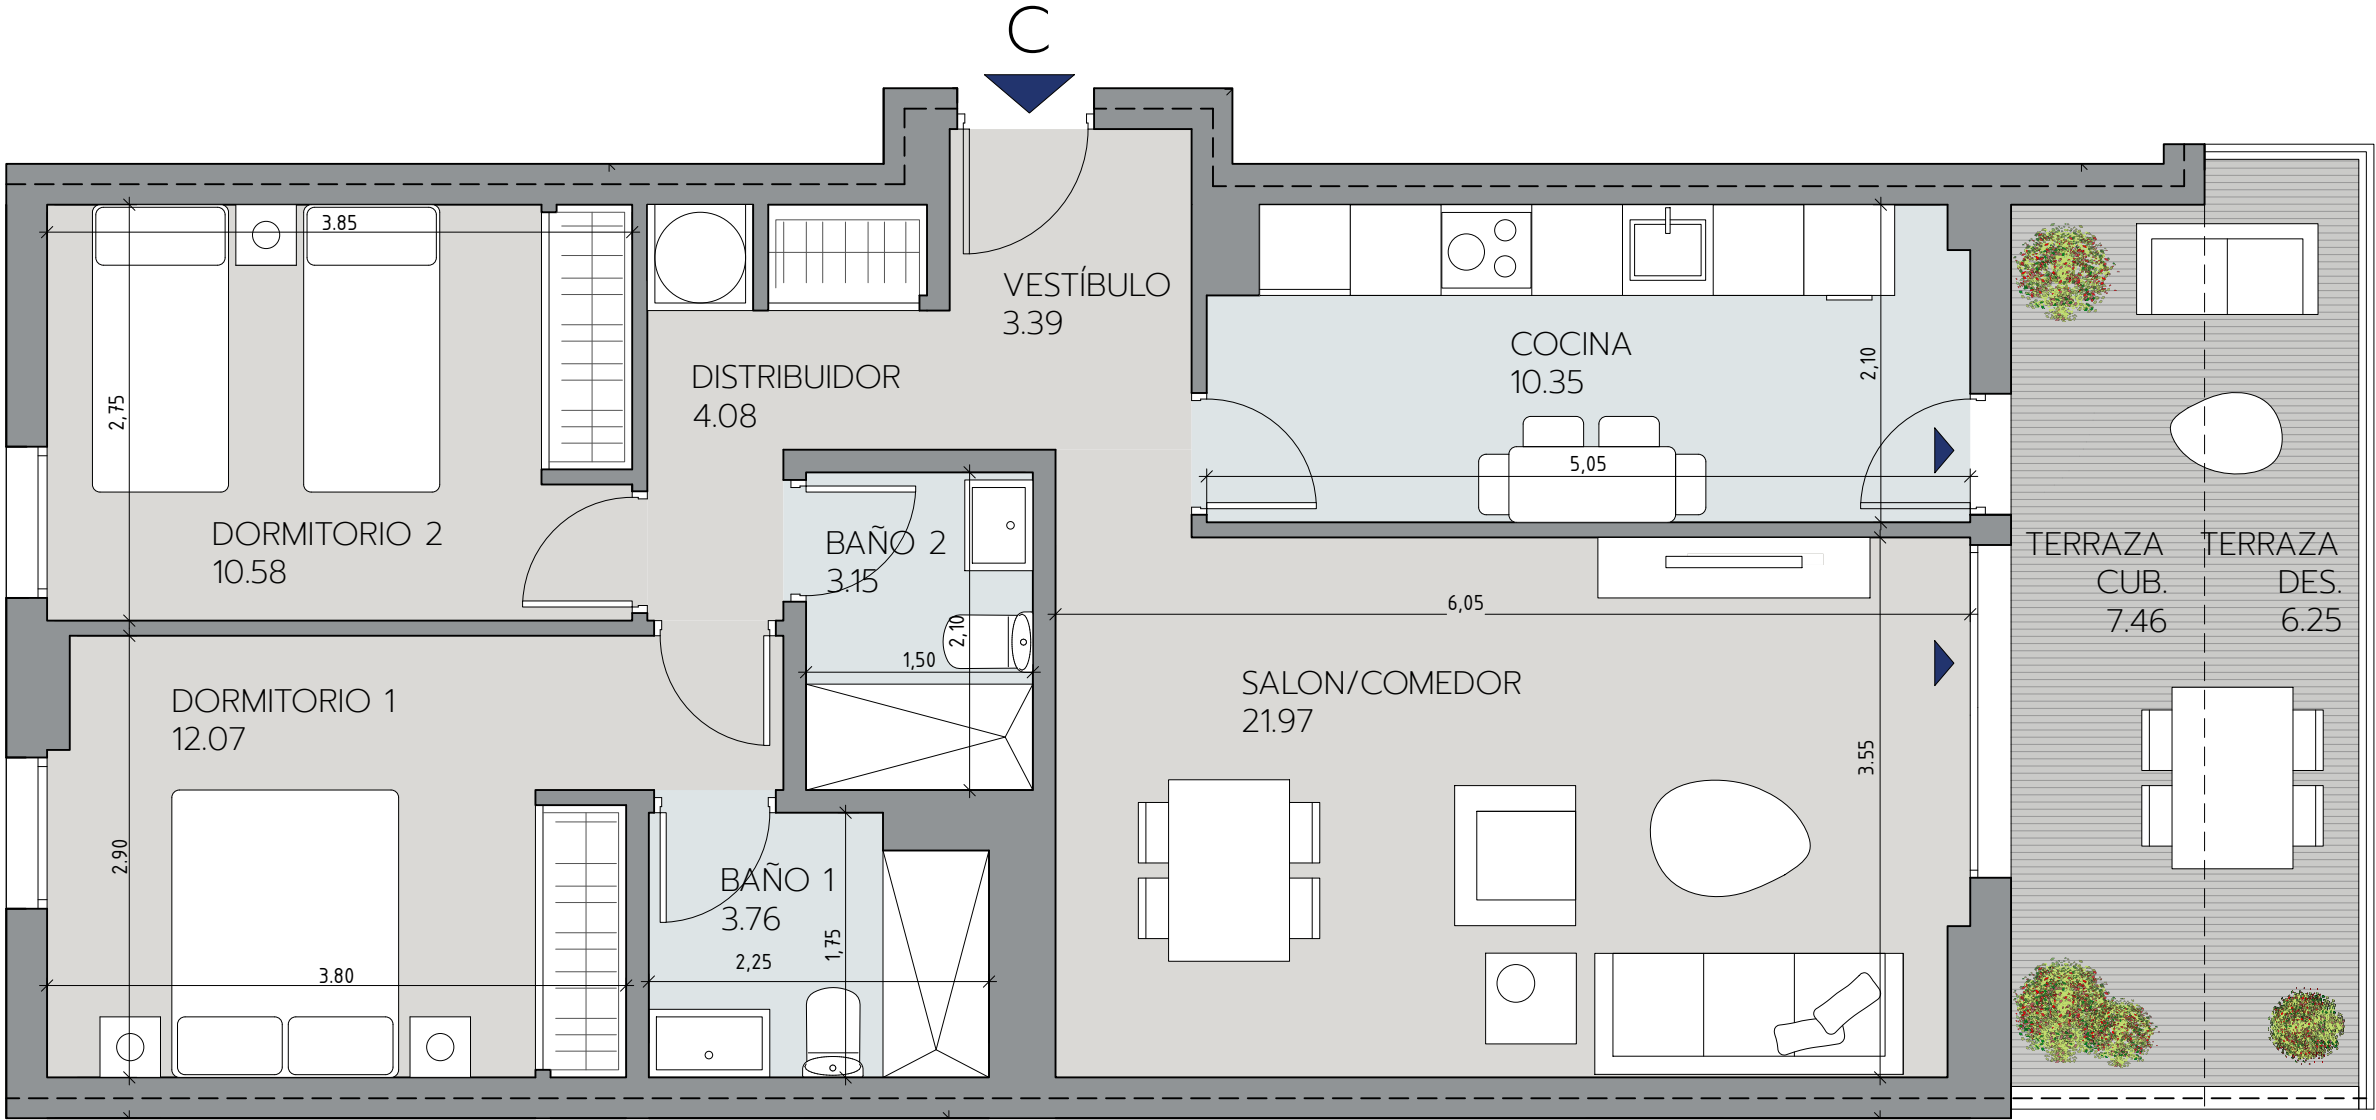 C
3.85
VESTÍBULO
3.39
COCINA
10.35
2,10
DISTRIBUIDOR
4.08
2,75
5,05
DORMITORIO 2
10.58
BAÑO 2
3.15
TERRAZA
CUB.
7.46
TERRAZA
DES.
6.25
6,05
2,10
1,50
DORMITORIO 1
12.07
SALON/COMEDOR
21.97
3.55
2.90
BAÑO 1
3.76
1,75
2,25
3.80